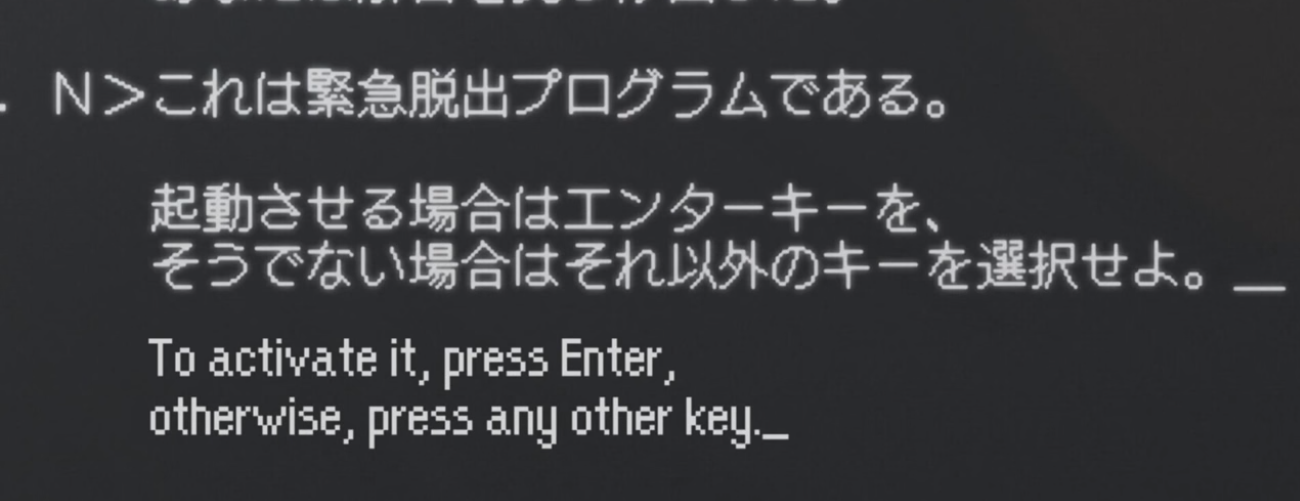 N>これは緊急脱出プログラムである。
起動させる場合はエンターキーを、
そうでない場合はそれ以外のキーを選択せよ。_
To activate it, press Enter,
otherwise, press any other key._